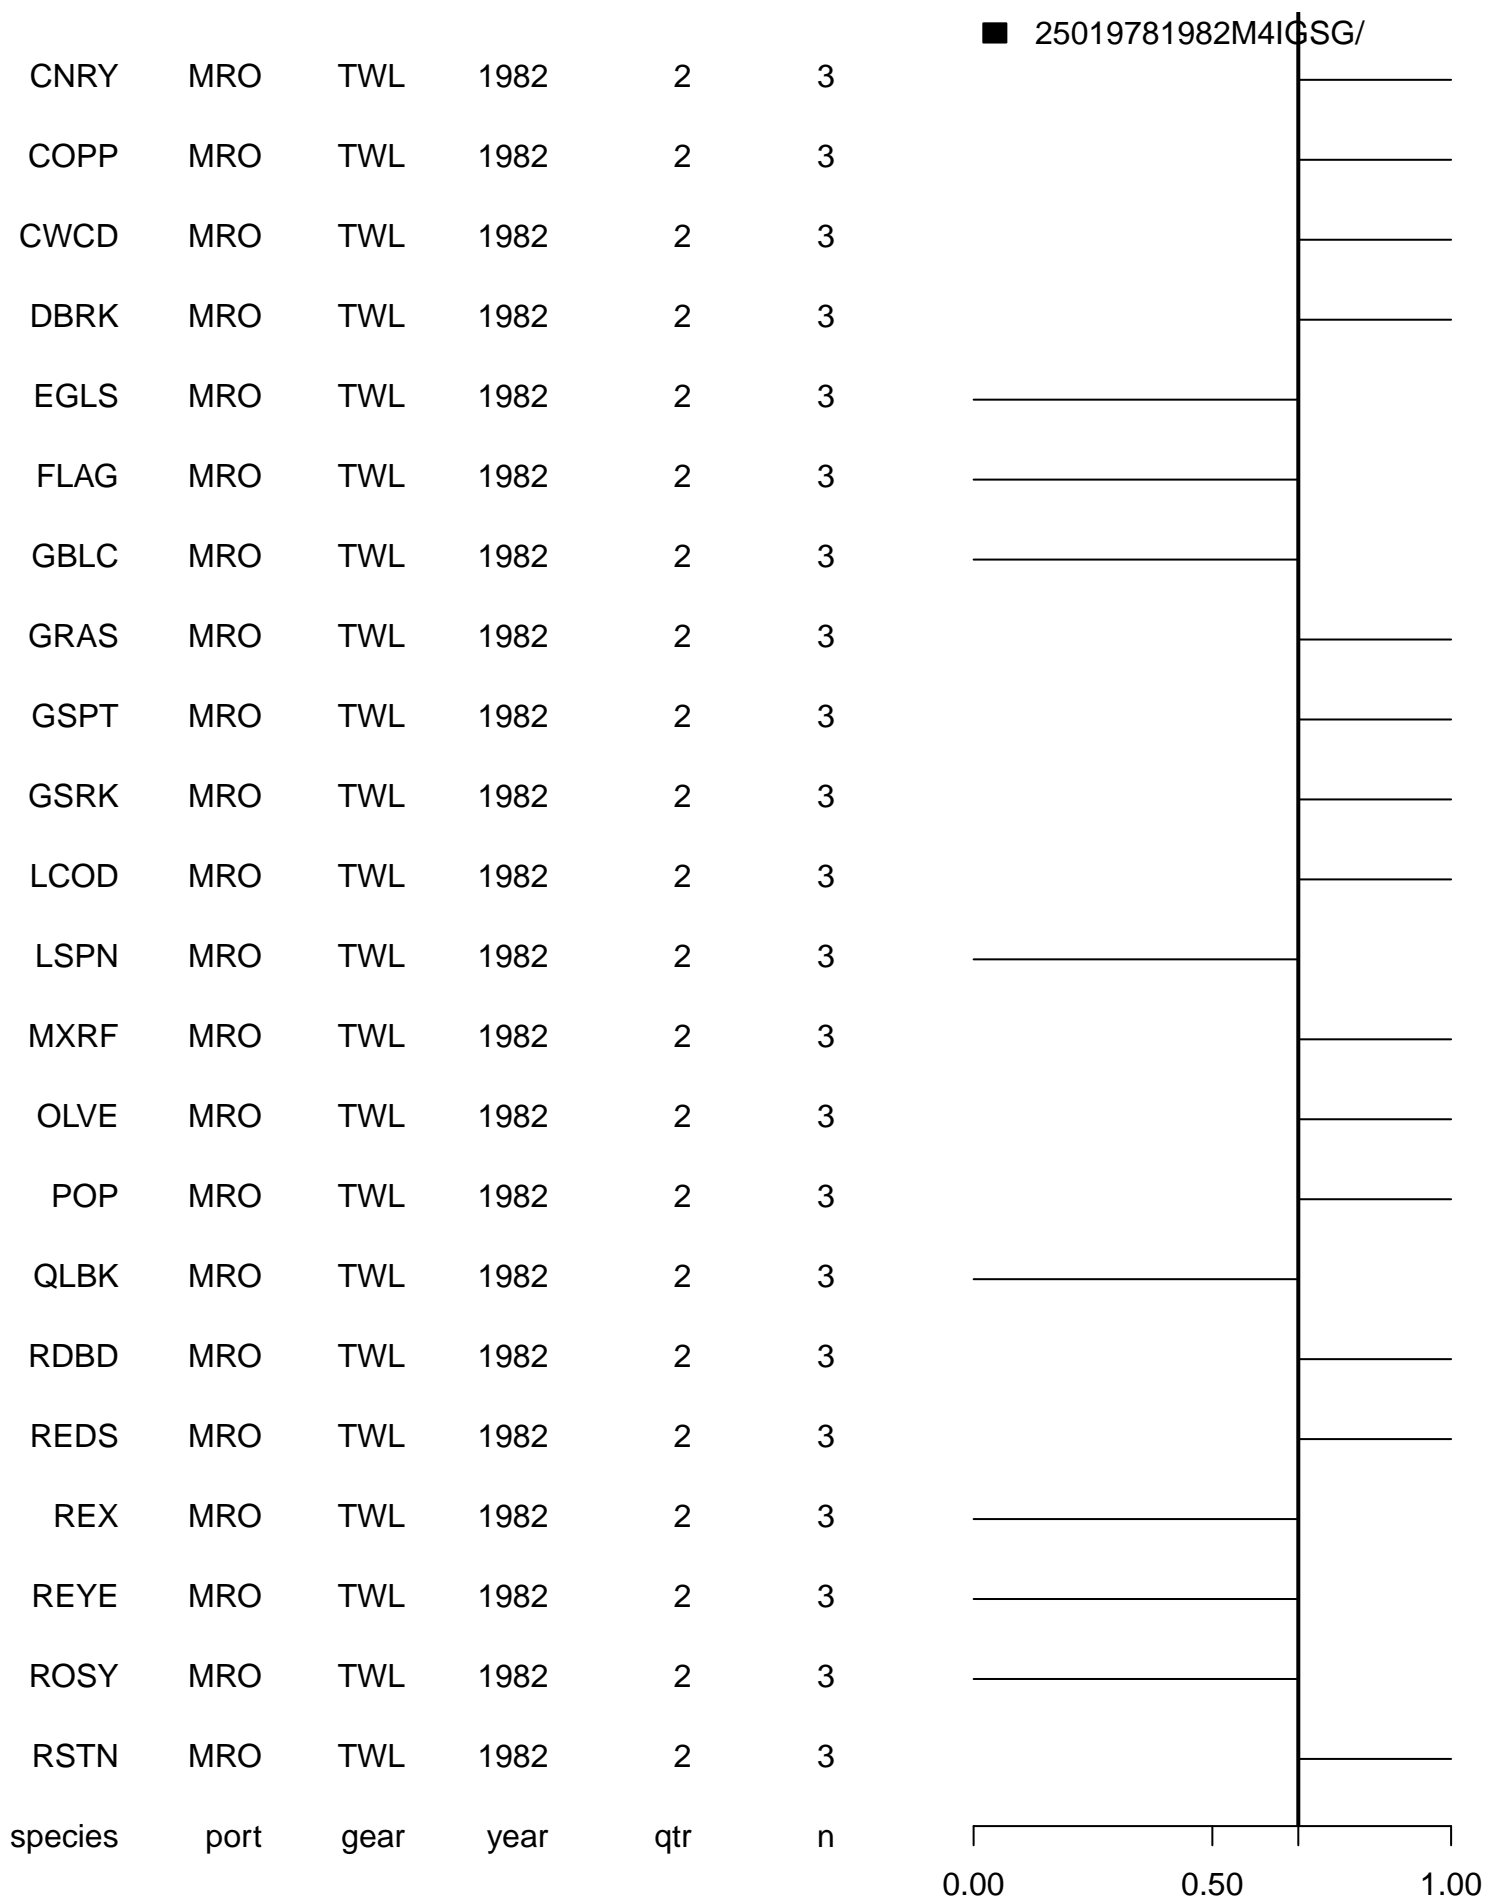 25019781982M4IGSG/
CNRY MRO TWL 1982 2 3
COPP MRO TWL 1982 2 3
CWCD MRO TWL 1982 2 3
DBRK MRO TWL 1982 2 3
EGLS MRO TWL 1982 2 3
FLAG MRO TWL 1982 2 3
GBLC MRO TWL 1982 2 3
GRAS MRO TWL 1982 2 3
GSPT MRO TWL 1982 2 3
GSRK MRO TWL 1982 2 3
LCOD MRO TWL 1982 2 3
LSPN MRO TWL 1982 2 3
MXRF MRO TWL 1982 2 3
OLVE MRO TWL 1982 2 3
POP MRO TWL 1982 2 3
QLBK MRO TWL 1982 2 3
RDBD MRO TWL 1982 2 3
REDS MRO TWL 1982 2 3
REX MRO TWL 1982 2 3
REYE MRO TWL 1982 2 3
ROSY MRO TWL 1982 2 3
RSTN MRO TWL 1982 2 3
species port gear year qtr n
0.00 0.50 1.00